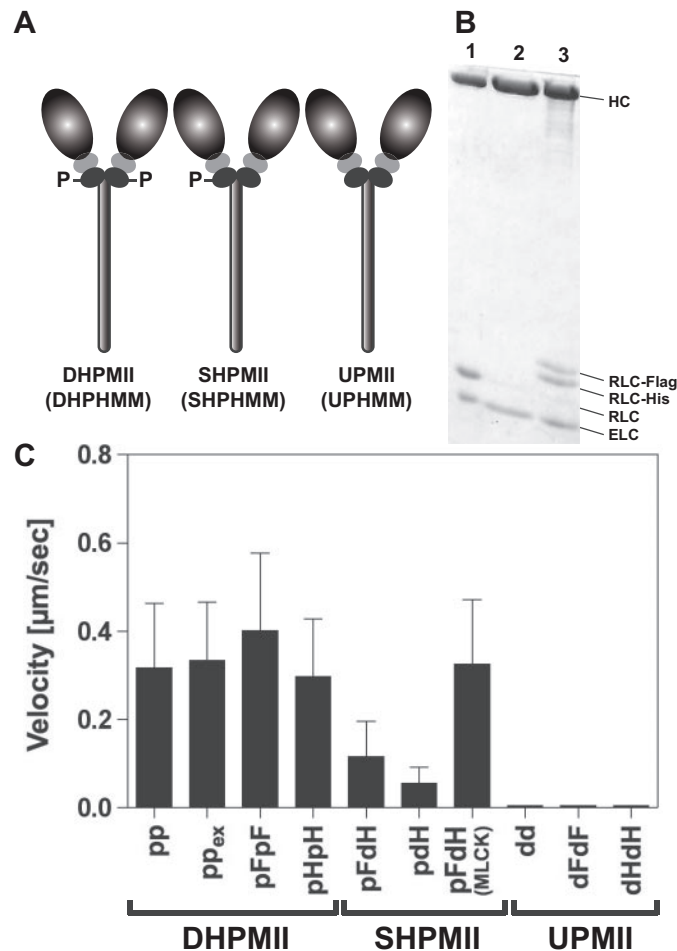 A
P P P
DHPMII SHPMII UPMII
(DHPHMM) (SHPHMM) (UPHMM)
B
1 2 3
HC
RLC-Flag
RLC-His
RLC
ELC
C
Velocity [µm/sec]
0.8
0.6
0.4
0.2
0.0
pp ppex pFpF pHpH pFdH pdH pFdH (MLCK) dd dFdF dHdH
DHPMII SHPMII UPMII